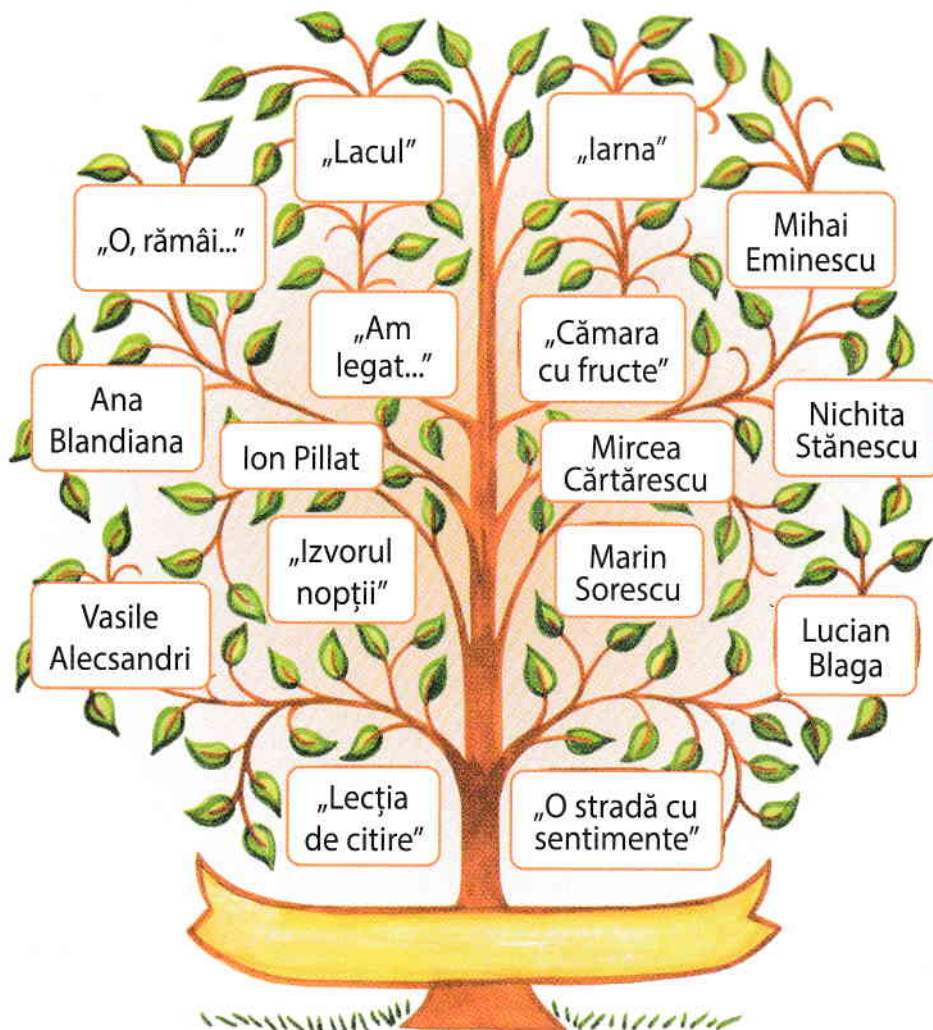 „Lacul”
„Iarna”
„O, rămâi...”
Mihai
Eminescu
„Am
legat...”
„Cămara
cu fructe”
Ana
Blandiana
Nichita
Stănescu
Ion Pillat
Mircea
Cărtărescu
„Izvorul
nopții”
Marin
Sorescu
Vasile
Alecsandri
Lucian
Blaga
„Lecția
de citire”
„O stradă cu
sentimente”